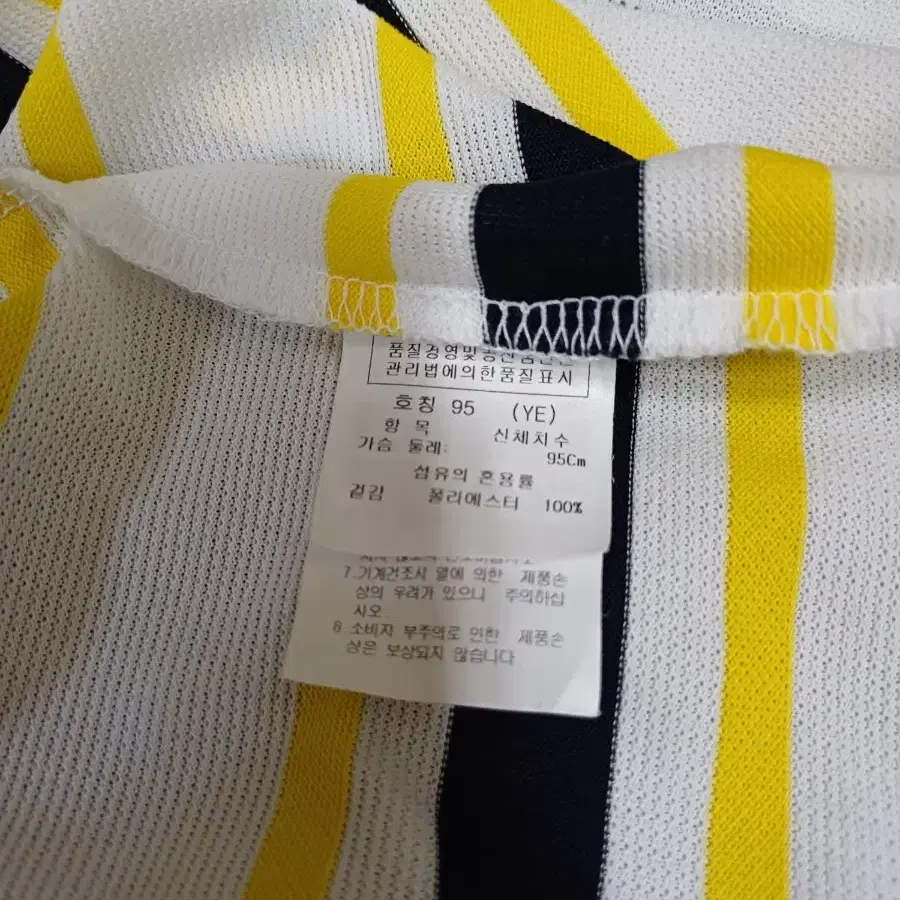 품질경영및공산품안전
관리법에의한품질표시
호칭 95 (YE)
항 목 신체치수
가슴 둘레: 95Cm
섬유의 혼용률
겉감 폴리에스터 100%
7.기계건조시 열에 의한 제품손
상의 우려가 있으니 주의하십
시오.
8.소비자 부주의로 인한 제품손
상은 보상되지 않습니다